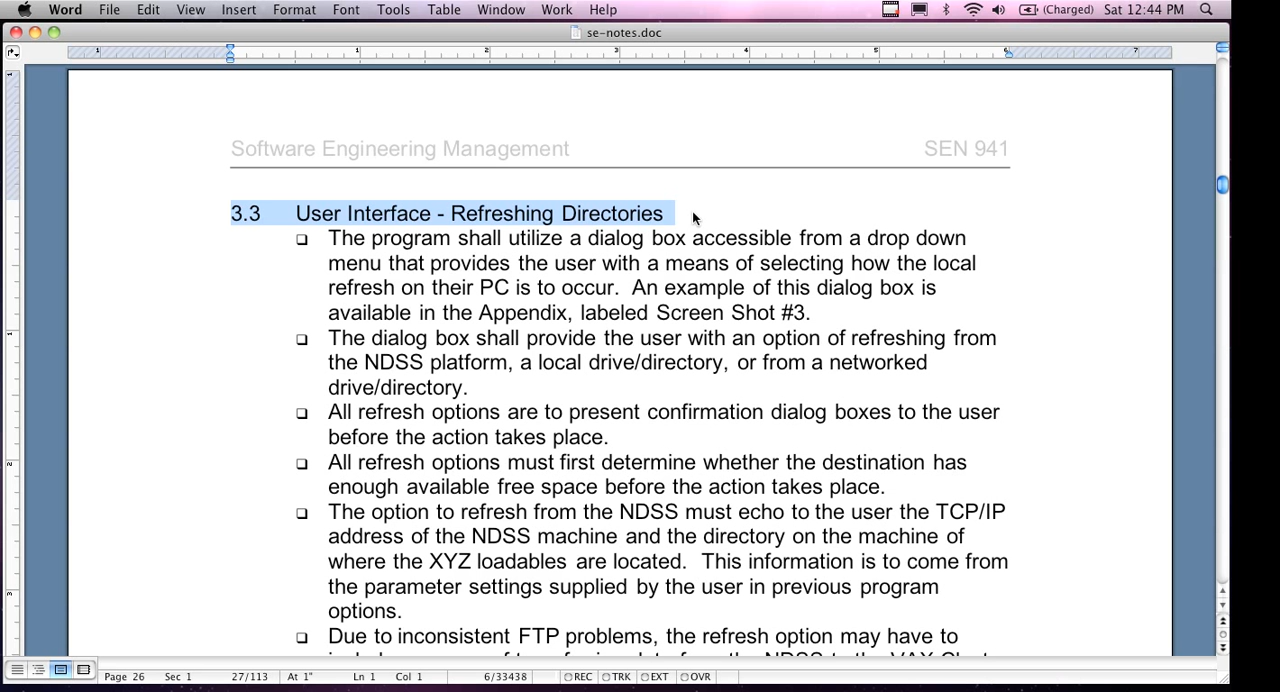 Word File Edit View Insert Format Font Tools Table Window Work Help (Charged) Sat 12:44 PM
se-notes.doc
1 1 2 3 4 5 6 7
Software Engineering Management SEN 941
3.3 User Interface - Refreshing Directories
❑ The program shall utilize a dialog box accessible from a drop down
menu that provides the user with a means of selecting how the local
refresh on their PC is to occur.  An example of this dialog box is
available in the Appendix, labeled Screen Shot #3.
❑ The dialog box shall provide the user with an option of refreshing from
the NDSS platform, a local drive/directory, or from a networked
drive/directory.
❑ All refresh options are to present confirmation dialog boxes to the user
before the action takes place.
❑ All refresh options must first determine whether the destination has
enough available free space before the action takes place.
❑ The option to refresh from the NDSS must echo to the user the TCP/IP
address of the NDSS machine and the directory on the machine of
where the XYZ loadables are located.  This information is to come from
the parameter settings supplied by the user in previous program
options.
❑ Due to inconsistent FTP problems, the refresh option may have to
Page 26 Sec 1 27/113 At 1" Ln 1 Col 1 6/33438 REC TRK EXT OVR